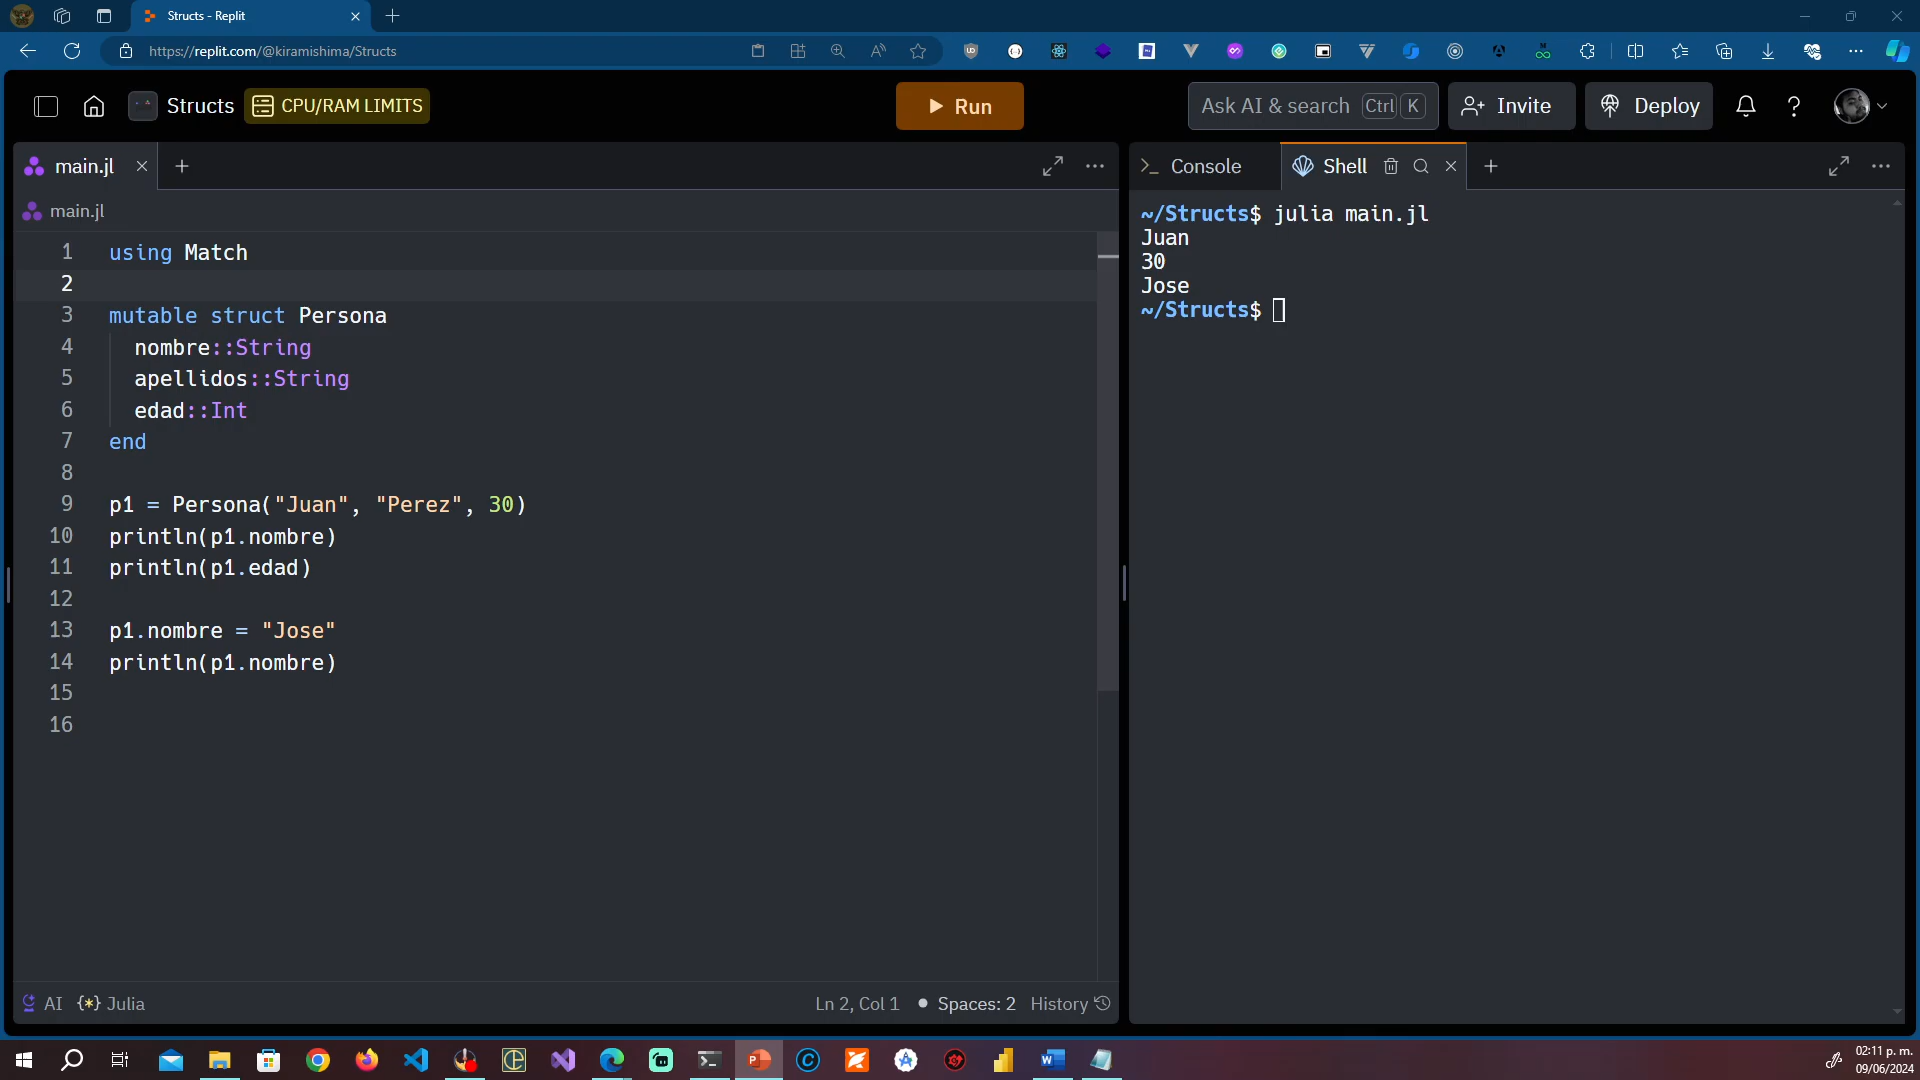 Structs - Replit
https://replit.com/@kiramishima/Structs
Structs CPU/RAM LIMITS
Run
Ask AI & search Ctrl K
Invite
Deploy
main.jl
main.jl
1 using Match
2
3 mutable struct Persona
4 nombre::String
5 apellidos::String
6 edad::Int
7 end
8
9 p1 = Persona("Juan", "Perez", 30)
10 println(p1.nombre)
11 println(p1.edad)
12
13 p1.nombre = "Jose"
14 println(p1.nombre)
15
16
AI {*} Julia
Ln 2, Col 1 Spaces: 2 History
Console
Shell
~/Structs$ julia main.jl
Juan
30
Jose
~/Structs$
02:11 p. m.
09/06/2024